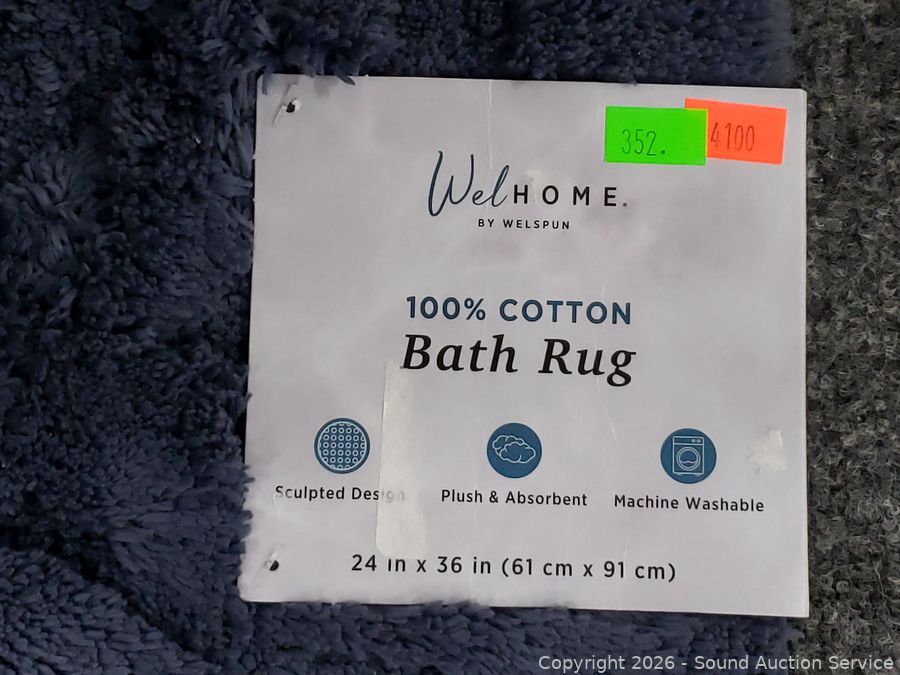 352.
4100
WelHOME.
BY WELSPUN
100% COTTON
Bath Rug
Sculpted Design
Plush & Absorbent
Machine Washable
24 in x 36 in (61 cm x 91 cm)
Copyright 2026 - Sound Auction Service